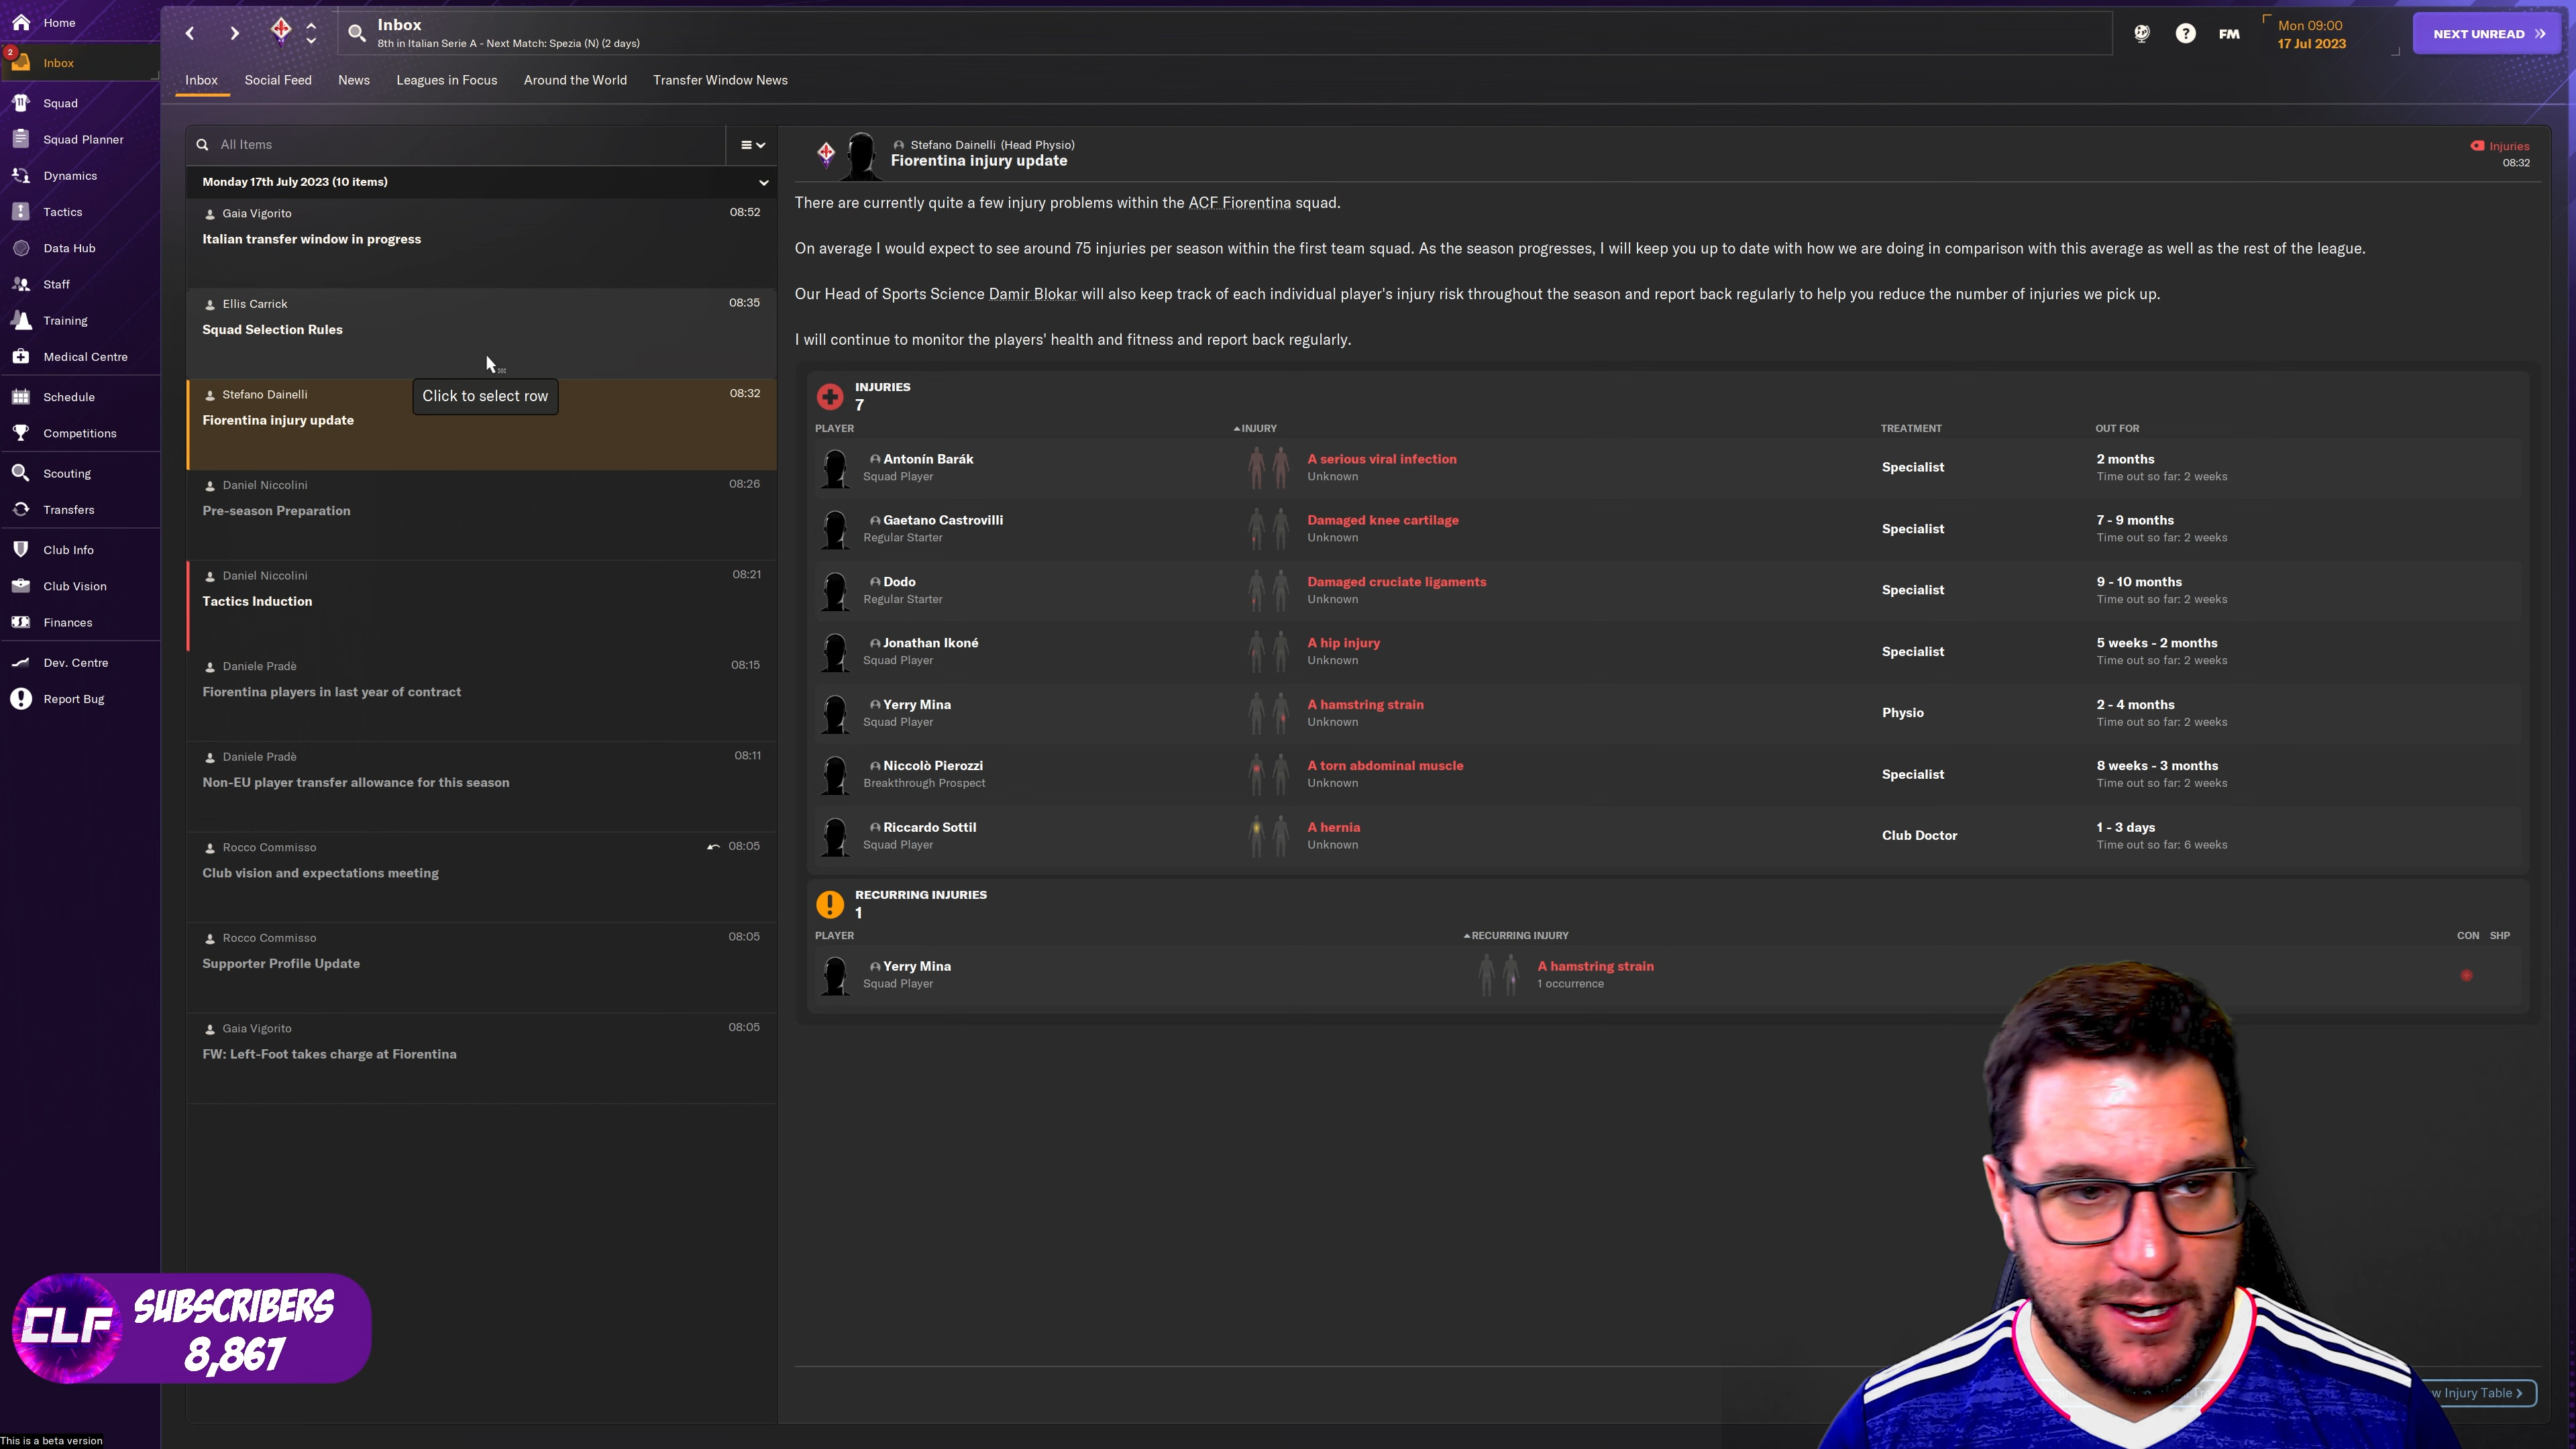 Home
2
Inbox
Squad
Squad Planner
Dynamics
Tactics
Data Hub
Staff
Training
Medical Centre
Schedule
Competitions
Scouting
Transfers
Club Info
Club Vision
Finances
Dev. Centre
Report Bug
Inbox
8th in Italian Serie A - Next Match: Spezia (N) (2 days)
FM
Mon 09:00
17 Jul 2023
NEXT UNREAD
Inbox Social Feed News Leagues in Focus Around the World Transfer Window News
All Items
Monday 17th July 2023 (10 items)
Gaia Vigorito 08:52
Italian transfer window in progress
Ellis Carrick 08:35
Squad Selection Rules
Click to select row
Stefano Dainelli 08:32
Fiorentina injury update
Daniel Niccolini 08:26
Pre-season Preparation
Daniel Niccolini 08:21
Tactics Induction
Daniele Pradè 08:15
Fiorentina players in last year of contract
Daniele Pradè 08:11
Non-EU player transfer allowance for this season
Rocco Commisso 08:05
Club vision and expectations meeting
Rocco Commisso 08:05
Supporter Profile Update
Gaia Vigorito 08:05
FW: Left-Foot takes charge at Fiorentina
Stefano Dainelli (Head Physio)
Fiorentina injury update
Injuries
08:32
There are currently quite a few injury problems within the ACF Fiorentina squad.
On average I would expect to see around 75 injuries per season within the first team squad. As the season progresses, I will keep you up to date with how we are doing in comparison with this average as well as the rest of the league.
Our Head of Sports Science Damir Blokar will also keep track of each individual player's injury risk throughout the season and report back regularly to help you reduce the number of injuries we pick up.
I will continue to monitor the players' health and fitness and report back regularly.
INJURIES
7
PLAYER INJURY TREATMENT OUT FOR
Antonín Barák A serious viral infection Specialist 2 months
Squad Player Unknown Time out so far: 2 weeks
Gaetano Castrovilli Damaged knee cartilage Specialist 7 - 9 months
Regular Starter Unknown Time out so far: 2 weeks
Dodo Damaged cruciate ligaments Specialist 9 - 10 months
Regular Starter Unknown Time out so far: 2 weeks
Jonathan Ikoné A hip injury Specialist 5 weeks - 2 months
Squad Player Unknown Time out so far: 2 weeks
Yerry Mina A hamstring strain Physio 2 - 4 months
Squad Player Unknown Time out so far: 2 weeks
Niccolò Pierozzi A torn abdominal muscle Specialist 8 weeks - 3 months
Breakthrough Prospect Unknown Time out so far: 2 weeks
Riccardo Sottil A hernia Club Doctor 1 - 3 days
Squad Player Unknown Time out so far: 6 weeks
RECURRING INJURIES
1
PLAYER RECURRING INJURY CON SHP
Yerry Mina A hamstring strain
Squad Player 1 occurrence
Injury Table
CLF
SUBSCRIBERS
8,867
This is a beta version